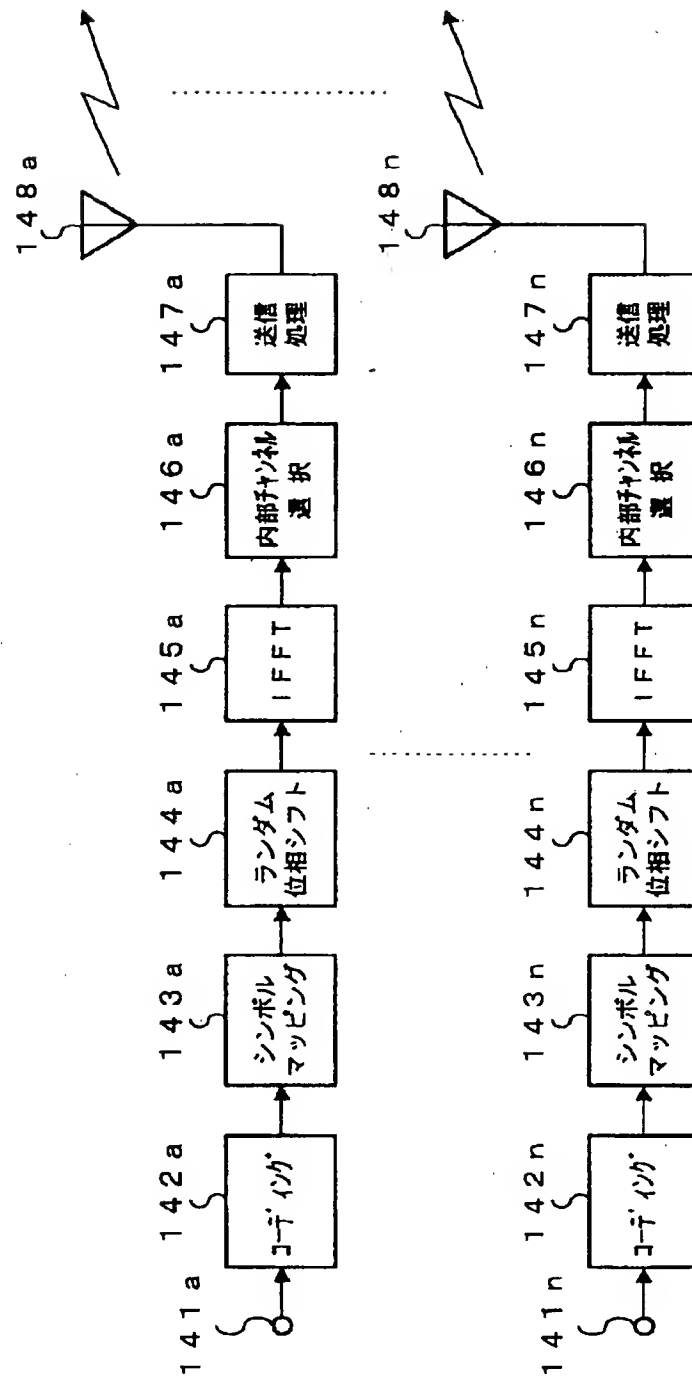 148a
141a
142a
143a
144a
145a
146a
147a
コーディング
シンボル
マッピング
ランダム
位相シフト
IFFT
内部チャンネル
選択
送信
処理
148n
141n
142n
143n
144n
145n
146n
147n
コーディング
シンボル
マッピング
ランダム
位相シフト
IFFT
内部チャンネル
選択
送信
処理